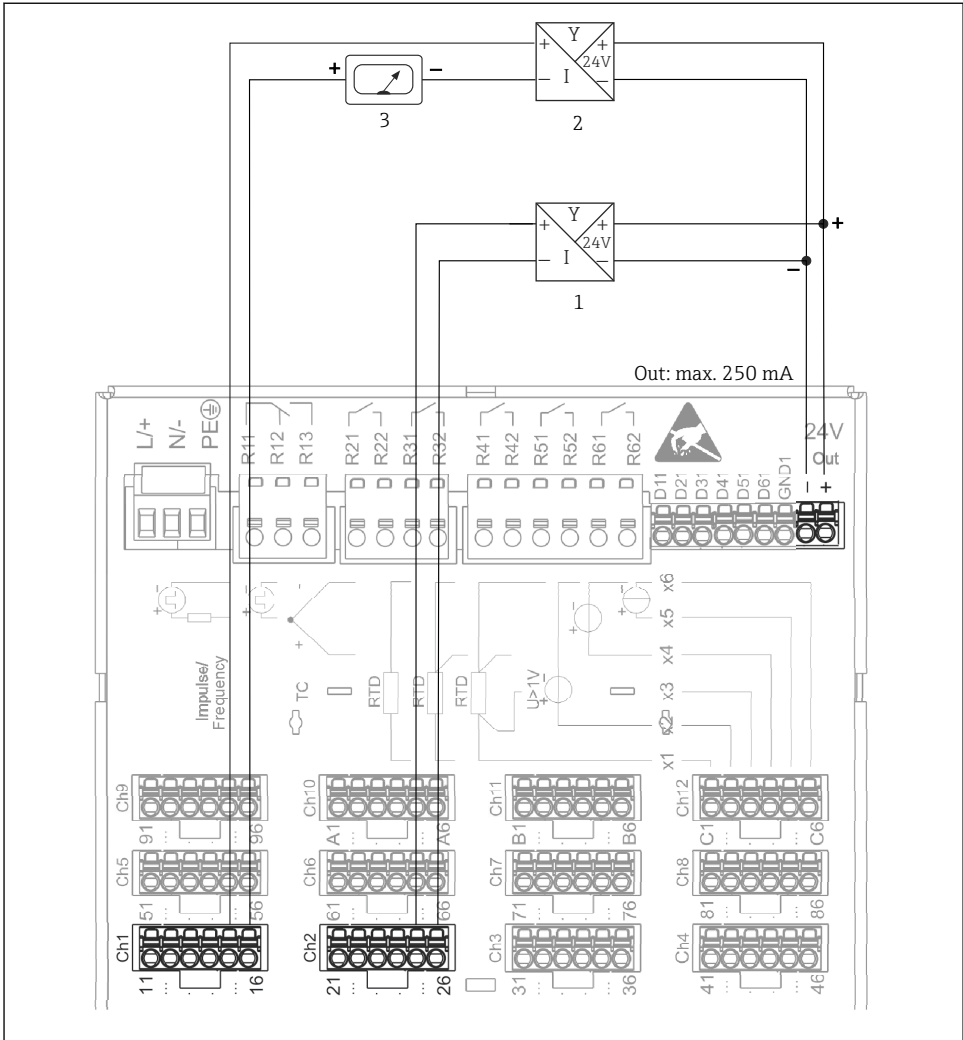 Y
+ +
24V
+ − − I −
3
2
Y
+ + +
24V
− I − −
1
Out: max. 250 mA
L/+
N/-
PE
R11
R12
R13
R21
R22
R31
R32
R41
R42
R51
R52
R61
R62
D11
D21
D31
D41
D51
D61
GND1
24V
Out
− +
Impulse/
Frequency
TC
RTD
RTD
RTD
U>1V
x6
x5
x4
x3
x2
x1
Ch9
91 ... 96
Ch10
A1 ... A6
Ch11
B1 ... B6
Ch12
C1 ... C6
Ch5
51 ... 56
Ch6
61 ... 66
Ch7
71 ... 76
Ch8
81 ... 86
Ch1
11 ... 16
Ch2
21 ... 26
Ch3
31 ... 36
Ch4
41 ... 46